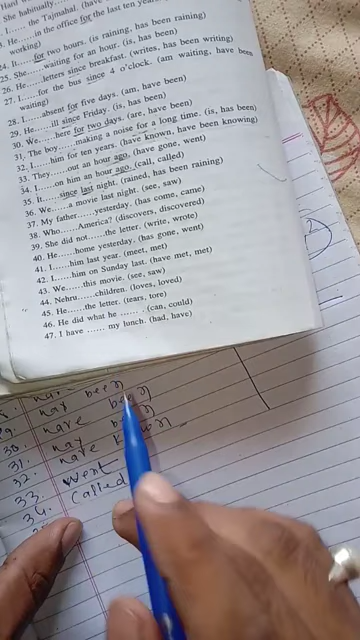 She habitually
I...... the Tajmahal. (have
He...... in the office for the last ten years.
working)
24. It......for two hours. (is raining, has been raining)
25. She......waiting for an hour. (is, has been)
26. He......letters since breakfast. (writes, has been writing)
27. I......for the bus since 4 o'clock. (am waiting, have been
waiting)
28. I......absent for five days. (am, have been)
29. He......ill since Friday. (is, has been)
30. We...... here for two days. (are, have been)
31. The boy......making a noise for a long time. (is, has been)
32. I......him for ten years. (have known, have been knowing)
33. They......out an hour ago. (have gone, went)
34. I......on him an hour ago. (call, called)
35. It......since last night. (rained, has been raining)
36. We......a movie last night. (see, saw)
37. My father......yesterday. (has come, came)
38. Who......America? (discovers, discovered)
39. She did not......the letter. (write, wrote)
40. He......home yesterday. (has gone, went)
41. I......him last year. (meet, met)
42. I......him on Sunday last. (have met, met)
43. We......this movie. (see, saw)
44. Nehru......children. (loves, loved)
45. He......the letter. (tears, tore)
46. He did what he ...... . (can, could)
47. I have ...... my lunch. (had, have)
been
been
30. have been
31. 
32. have known
33. went
34. Called